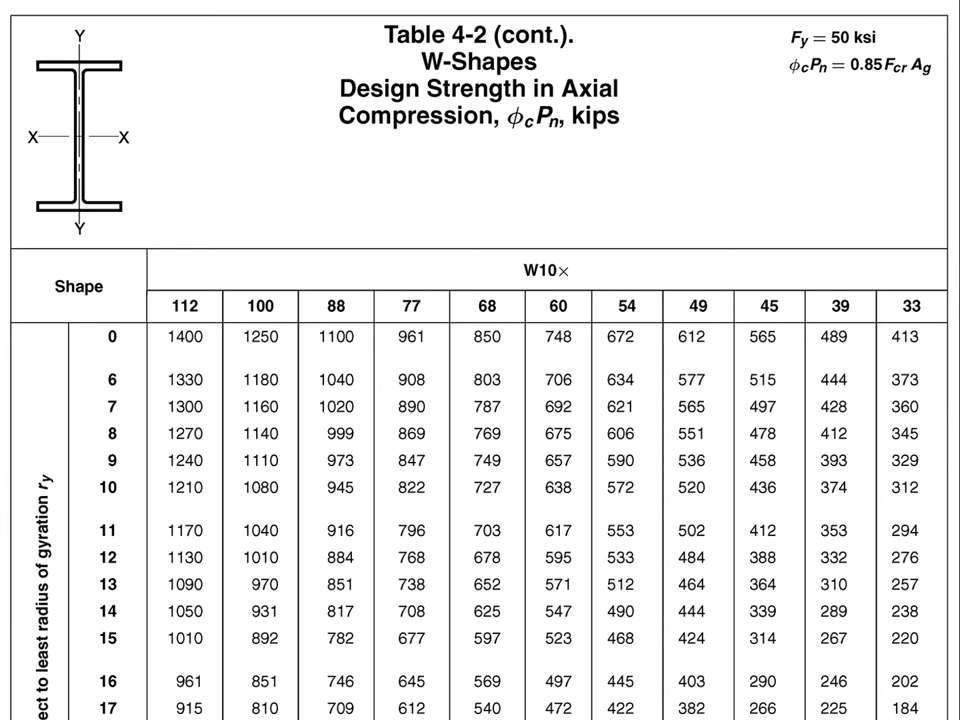 Table 4-2 (cont.).
W-Shapes
Design Strength in Axial
Compression, ϕcPn, kips
Fy = 50 ksi
ϕcPn = 0.85Fcr Ag
Y
X X
Y
Shape W10×
112 100 88 77 68 60 54 49 45 39 33
0 1400 1250 1100 961 850 748 672 612 565 489 413
6 1330 1180 1040 908 803 706 634 577 515 444 373
7 1300 1160 1020 890 787 692 621 565 497 428 360
8 1270 1140 999 869 769 675 606 551 478 412 345
9 1240 1110 973 847 749 657 590 536 458 393 329
10 1210 1080 945 822 727 638 572 520 436 374 312
11 1170 1040 916 796 703 617 553 502 412 353 294
12 1130 1010 884 768 678 595 533 484 388 332 276
13 1090 970 851 738 652 571 512 464 364 310 257
14 1050 931 817 708 625 547 490 444 339 289 238
15 1010 892 782 677 597 523 468 424 314 267 220
16 961 851 746 645 569 497 445 403 290 246 202
17 915 810 709 612 540 472 422 382 266 225 184
ect to least radius of gyration ry